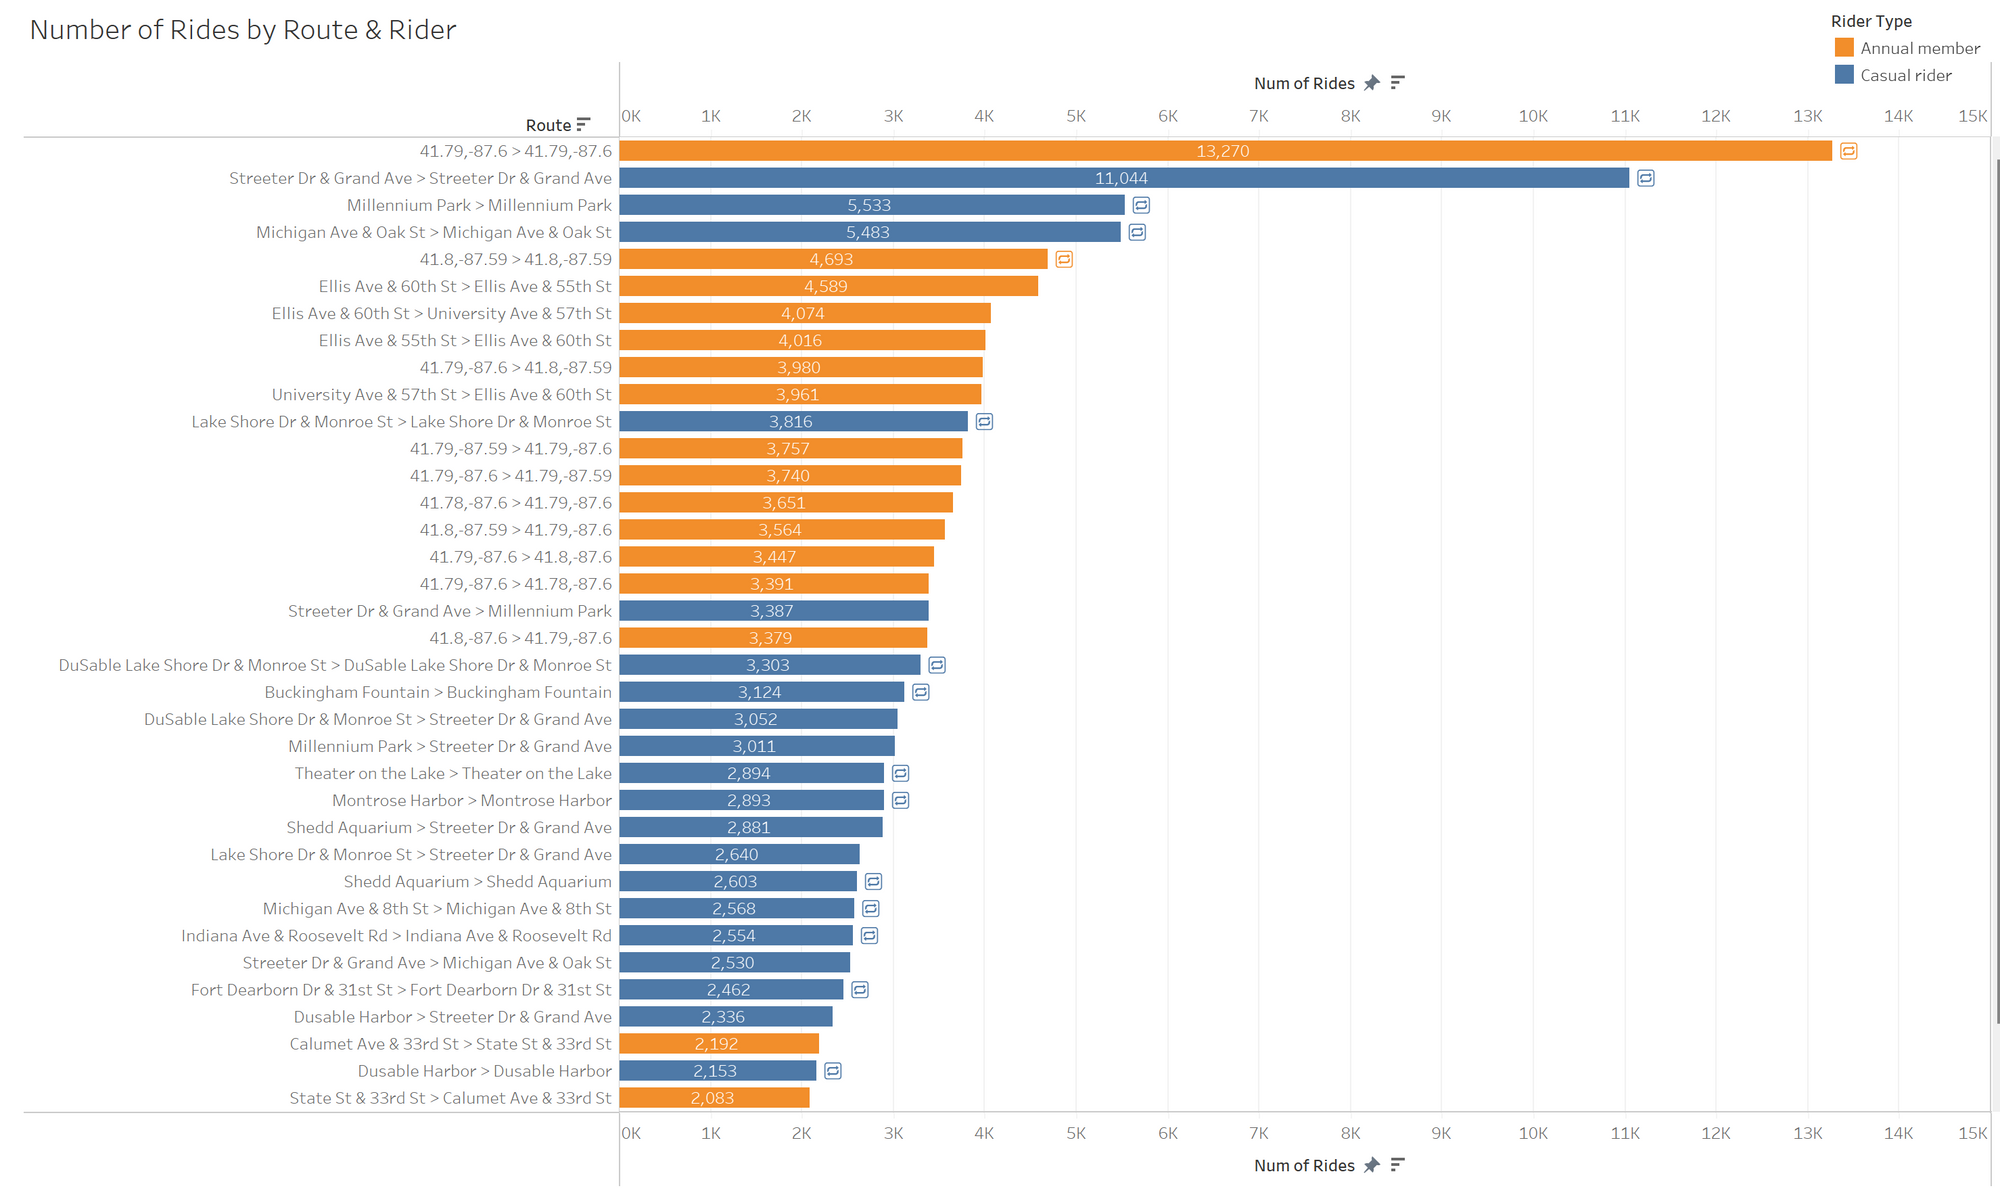 Number of Rides by Route & Rider
Rider Type
Annual member
Casual rider
Num of Rides
Route
0K 1K 2K 3K 4K 5K 6K 7K 8K 9K 10K 11K 12K 13K 14K 15K
41.79,-87.6 > 41.79,-87.6 13,270
Streeter Dr & Grand Ave > Streeter Dr & Grand Ave 11,044
Millennium Park > Millennium Park 5,533
Michigan Ave & Oak St > Michigan Ave & Oak St 5,483
41.8,-87.59 > 41.8,-87.59 4,693
Ellis Ave & 60th St > Ellis Ave & 55th St 4,589
Ellis Ave & 60th St > University Ave & 57th St 4,074
Ellis Ave & 55th St > Ellis Ave & 60th St 4,016
41.79,-87.6 > 41.8,-87.59 3,980
University Ave & 57th St > Ellis Ave & 60th St 3,961
Lake Shore Dr & Monroe St > Lake Shore Dr & Monroe St 3,816
41.79,-87.59 > 41.79,-87.6 3,757
41.79,-87.6 > 41.79,-87.59 3,740
41.78,-87.6 > 41.79,-87.6 3,651
41.8,-87.59 > 41.79,-87.6 3,564
41.79,-87.6 > 41.8,-87.6 3,447
41.79,-87.6 > 41.78,-87.6 3,391
Streeter Dr & Grand Ave > Millennium Park 3,387
41.8,-87.6 > 41.79,-87.6 3,379
DuSable Lake Shore Dr & Monroe St > DuSable Lake Shore Dr & Monroe St 3,303
Buckingham Fountain > Buckingham Fountain 3,124
DuSable Lake Shore Dr & Monroe St > Streeter Dr & Grand Ave 3,052
Millennium Park > Streeter Dr & Grand Ave 3,011
Theater on the Lake > Theater on the Lake 2,894
Montrose Harbor > Montrose Harbor 2,893
Shedd Aquarium > Streeter Dr & Grand Ave 2,881
Lake Shore Dr & Monroe St > Streeter Dr & Grand Ave 2,640
Shedd Aquarium > Shedd Aquarium 2,603
Michigan Ave & 8th St > Michigan Ave & 8th St 2,568
Indiana Ave & Roosevelt Rd > Indiana Ave & Roosevelt Rd 2,554
Streeter Dr & Grand Ave > Michigan Ave & Oak St 2,530
Fort Dearborn Dr & 31st St > Fort Dearborn Dr & 31st St 2,462
Dusable Harbor > Streeter Dr & Grand Ave 2,336
Calumet Ave & 33rd St > State St & 33rd St 2,192
Dusable Harbor > Dusable Harbor 2,153
State St & 33rd St > Calumet Ave & 33rd St 2,083
0K 1K 2K 3K 4K 5K 6K 7K 8K 9K 10K 11K 12K 13K 14K 15K
Num of Rides